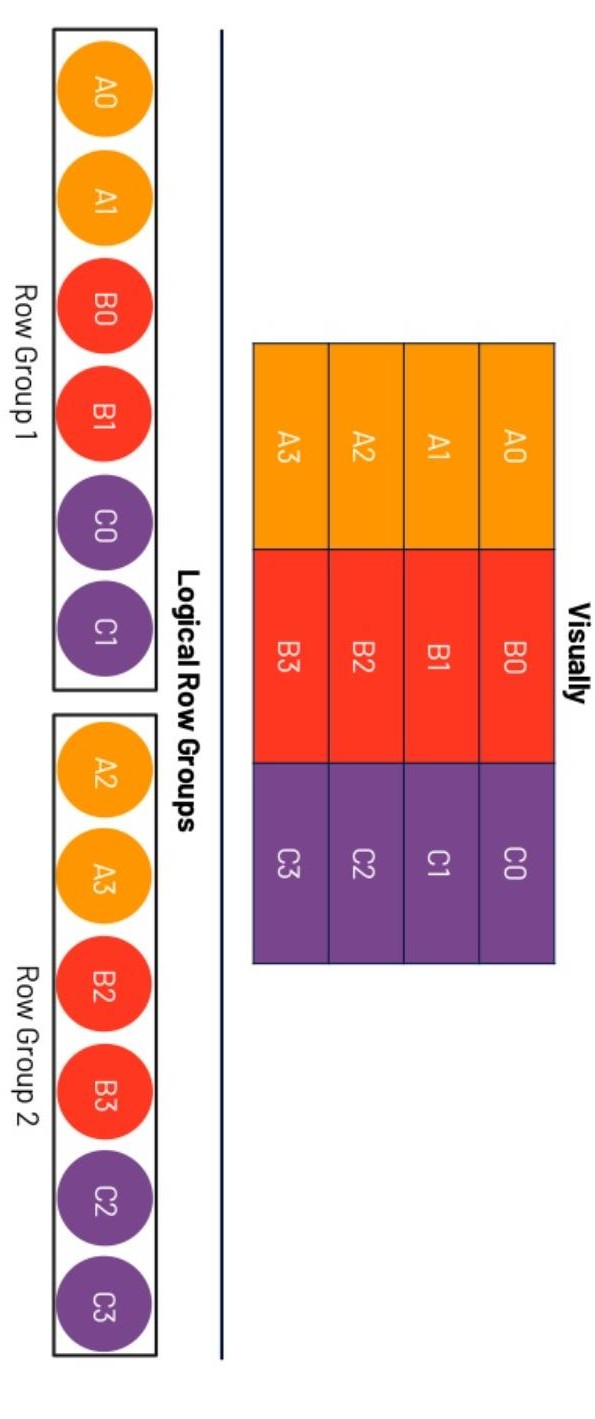 Visually
A0 B0 C0
A1 B1 C1
A2 B2 C2
A3 B3 C3
Logical Row Groups
A0 A1 B0 B1 C0 C1 A2 A3 B2 B3 C2 C3
Row Group 1 Row Group 2